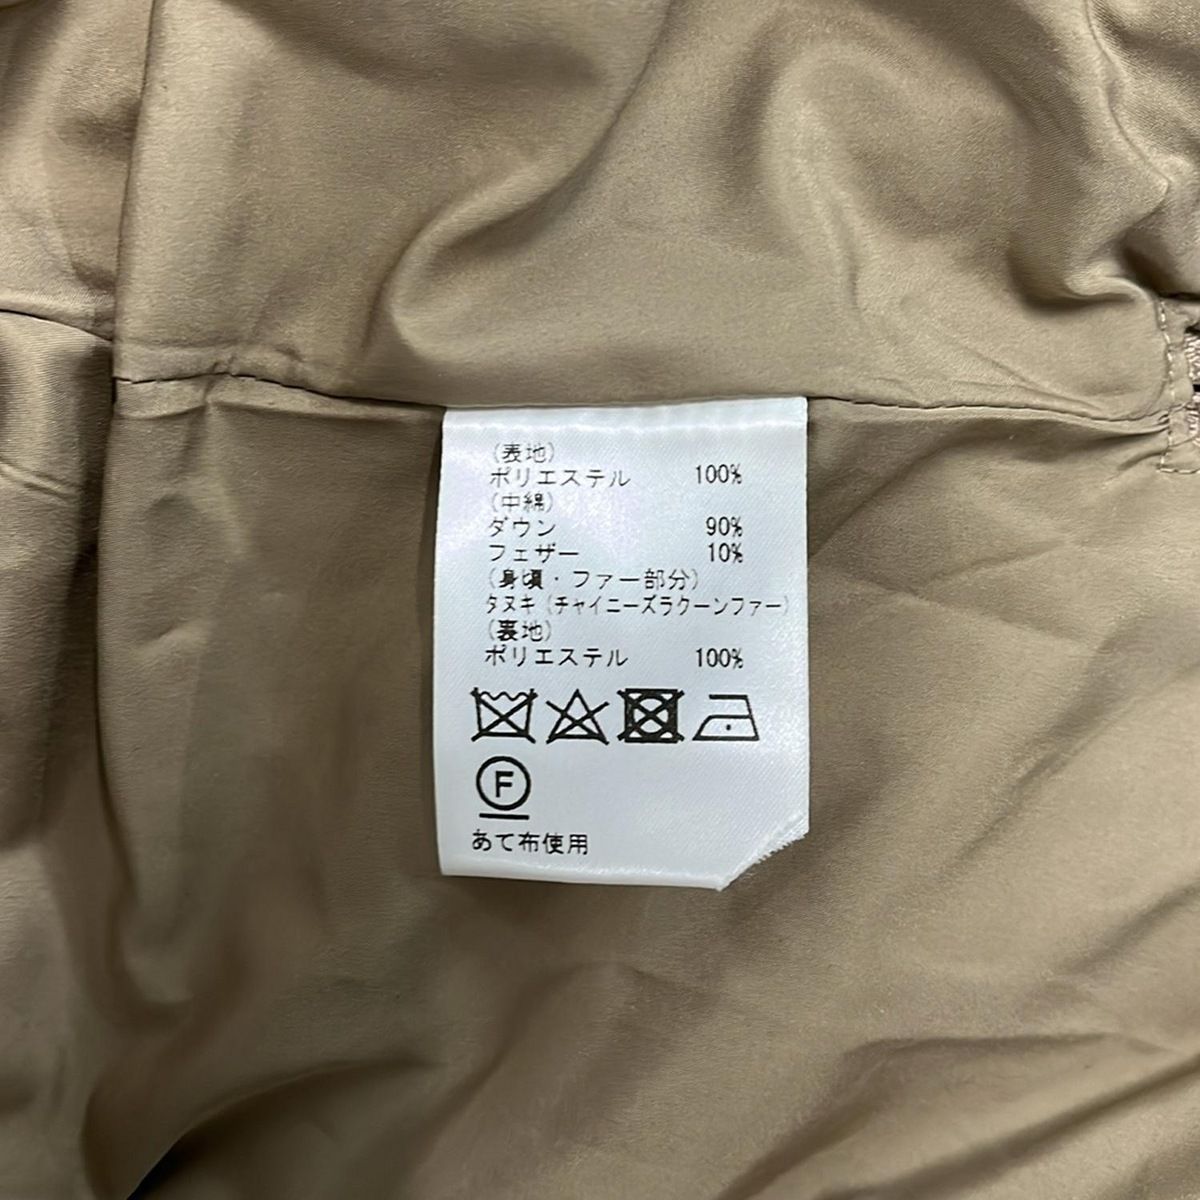 (表地)
ポリエステル 100%
(中綿)
ダウン 90%
フェザー 10%
(身頃・ファー部分)
タヌキ(チャイニーズラクーンファー)
(裏地)
ポリエステル 100%
F
あて布使用